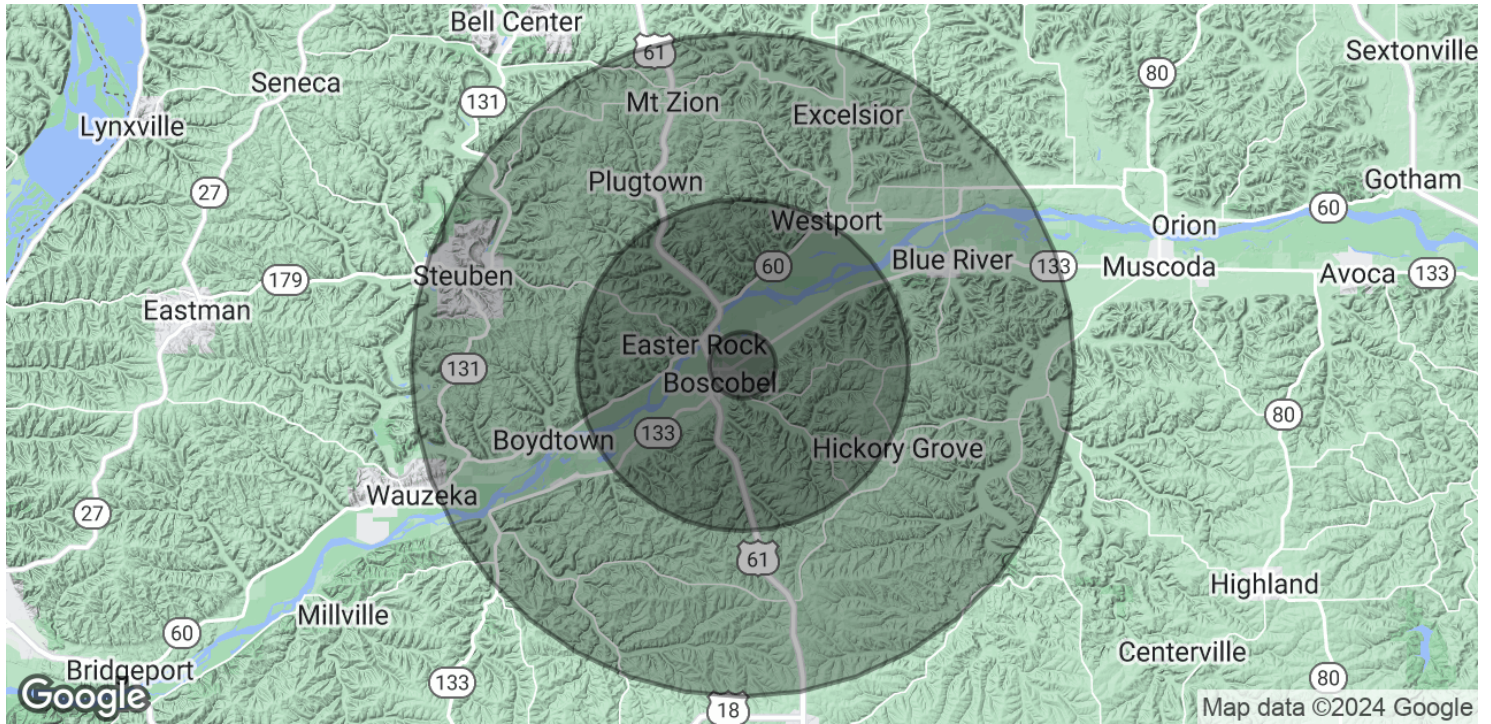 Bell Center
61
Sextonville
Seneca
131
Mt Zion
80
Excelsior
Lynxville
27
Plugtown
Gotham
60
Westport
Orion
179
Steuben
60
Blue River
133
Muscoda
Avoca
133
Eastman
Easter Rock
131
Boscobel
80
Boydtown
133
Hickory Grove
Wauzeka
27
61
Highland
Millville
60
Centerville
Bridgeport
133
80
Google
18
Map data ©2024 Google